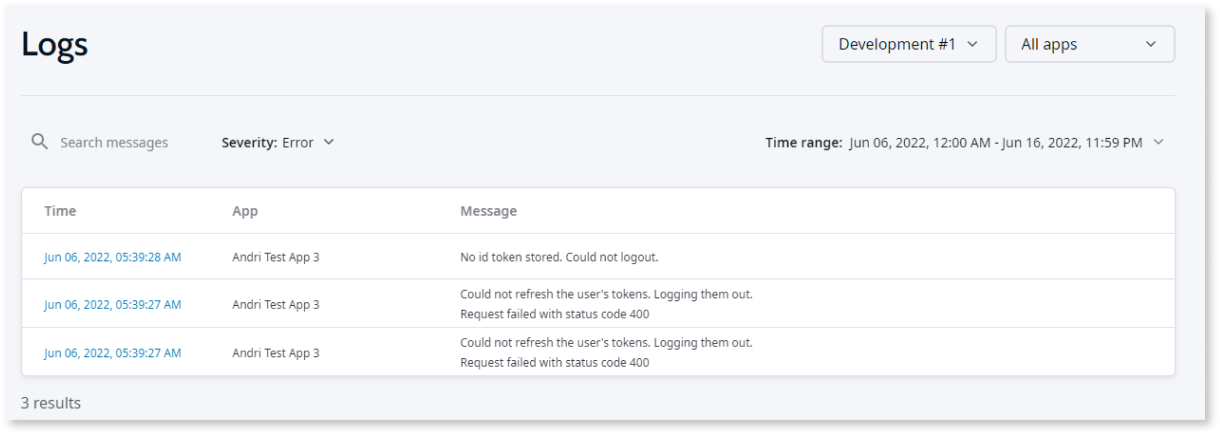 Logs
Development #1
All apps
Search messages
Severity: Error
Time range: Jun 06, 2022, 12:00 AM - Jun 16, 2022, 11:59 PM
Time App Message
Jun 06, 2022, 05:39:28 AM Andri Test App 3 No id token stored. Could not logout.
Jun 06, 2022, 05:39:27 AM Andri Test App 3 Could not refresh the user's tokens. Logging them out.
Request failed with status code 400
Jun 06, 2022, 05:39:27 AM Andri Test App 3 Could not refresh the user's tokens. Logging them out.
Request failed with status code 400
3 results